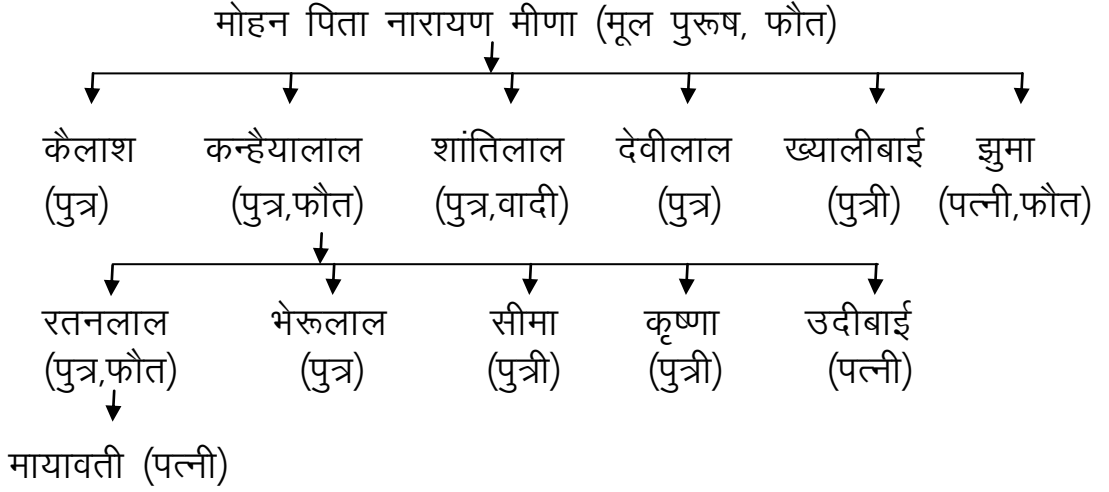 मोहन पिता नारायण मीणा (मूल पुरूष, फौत)
कैलाश कन्हैयालाल शांतिलाल देवीलाल ख्यालीबाई झुमा
(पुत्र) (पुत्र,फौत) (पुत्र,वादी) (पुत्र) (पुत्री) (पत्नी,फौत)
रतनलाल भेरूलाल सीमा कृष्णा उदीबाई
(पुत्र,फौत) (पुत्र) (पुत्री) (पुत्री) (पत्नी)
मायावती (पत्नी)